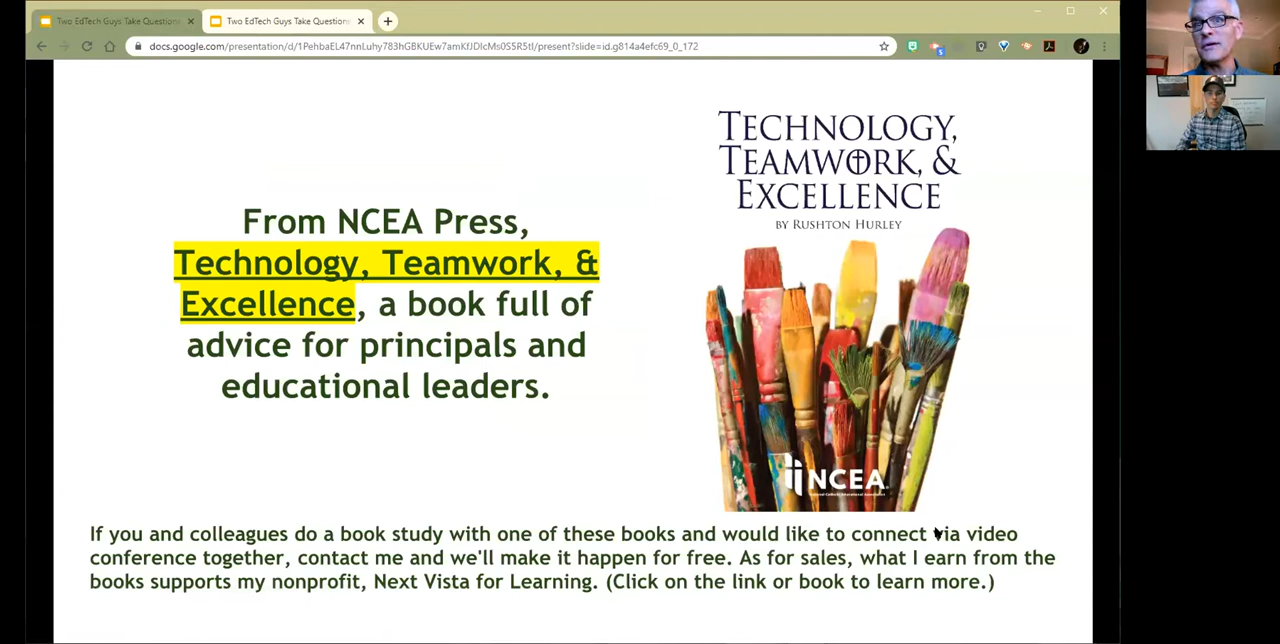 Two EdTech Guys Take Question
Two EdTech Guys Take Question
docs.google.com/presentation/d/1PehbaEL47nnLuhy783hGBKUEw7amKfJDlcMs0S5R5tI/present?slide=id.g814a4efc69_0_172
From NCEA Press,
Technology, Teamwork, &
Excellence, a book full of
advice for principals and
educational leaders.
TECHNOLOGY,
TEAMWORK, &
EXCELLENCE
BY RUSHTON HURLEY
NCEA
If you and colleagues do a book study with one of these books and would like to connect via video
conference together, contact me and we'll make it happen for free. As for sales, what I earn from the
books supports my nonprofit, Next Vista for Learning. (Click on the link or book to learn more.)